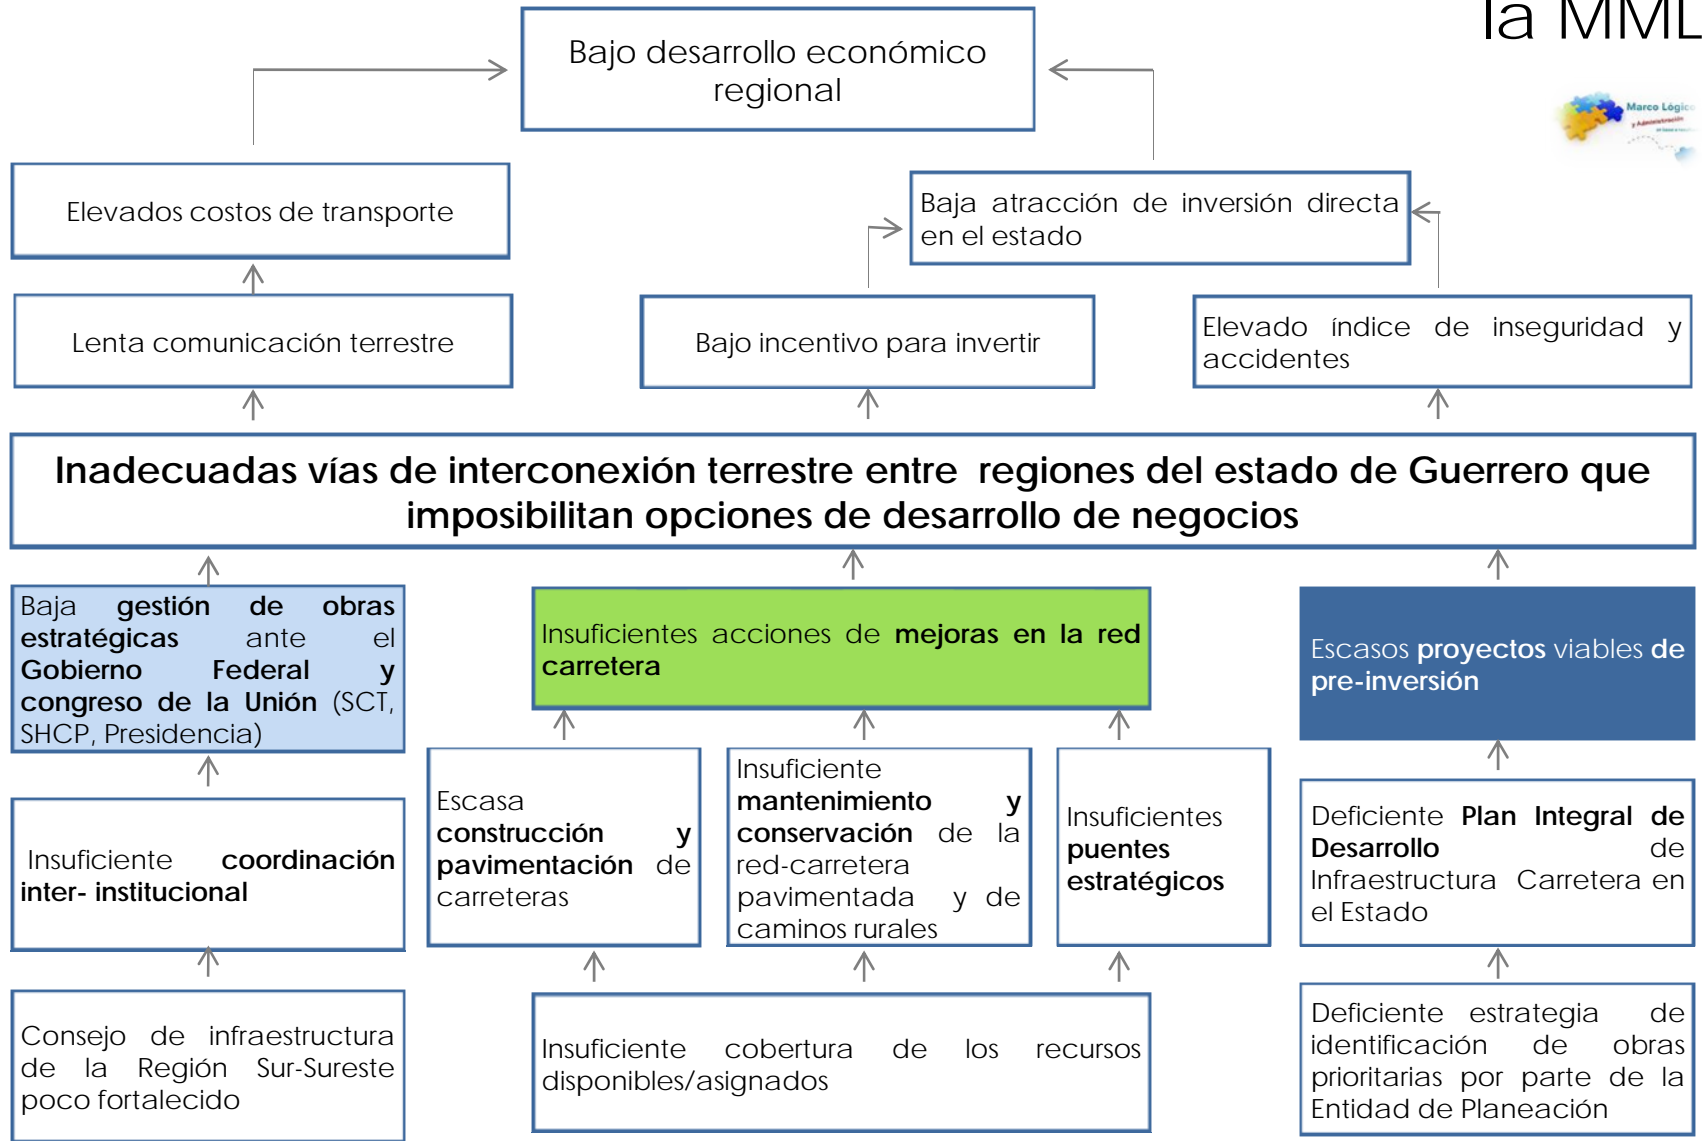 la MML
Bajo desarrollo económico
regional
Marco Lógico
y Administración
Elevados costos de transporte
Baja atracción de inversión directa
en el estado
Lenta comunicación terrestre
Bajo incentivo para invertir
Elevado índice de inseguridad y
accidentes
Inadecuadas vías de interconexión terrestre entre regiones del estado de Guerrero que
imposibilitan opciones de desarrollo de negocios
Baja gestión de obras
estratégicas ante el
Gobierno Federal y
congreso de la Unión (SCT,
SHCP, Presidencia)
Insuficientes acciones de mejoras en la red
carretera
Escasos proyectos viables de
pre-inversión
Insuficiente coordinación
inter- institucional
Escasa
construcción y
pavimentación de
carreteras
Insuficiente
mantenimiento y
conservación de la
red-carretera
pavimentada y de
caminos rurales
Insuficientes
puentes
estratégicos
Deficiente Plan Integral de
Desarrollo de
Infraestructura Carretera en
el Estado
Consejo de infraestructura
de la Región Sur-Sureste
poco fortalecido
Insuficiente cobertura de los recursos
disponibles/asignados
Deficiente estrategia de
identificación de obras
prioritarias por parte de la
Entidad de Planeación